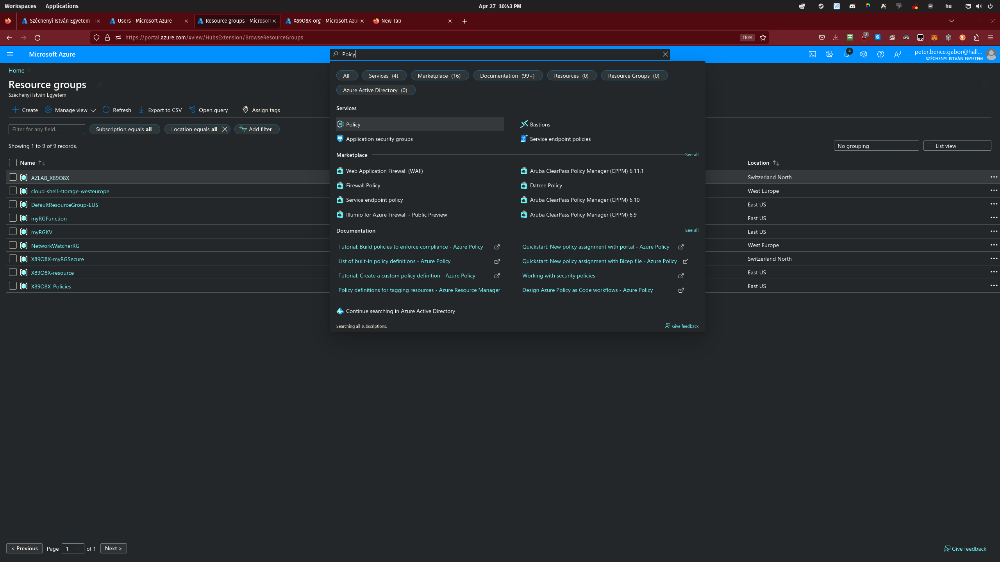 Workspaces Applications Apr 27 10:43 PM hu
Széchenyi István Egyetem - Users - Microsoft Azure Resource groups - Microsoft X89O8X-org - Microsoft Azur New Tab
https://portal.azure.com/#view/HubsExtension/BrowseResourceGroups 110% 3
Microsoft Azure Poicy 4 peter.bence.gabor@hall...
SZÉCHENYI ISTVÁN EGYETEM
Home
Resource groups
Széchenyi István Egyetem
Create Manage view Refresh Export to CSV Open query Assign tags
Filter for any field... Subscription equals all Location equals all Add filter
Showing 1 to 9 of 9 records. No grouping List view
Name Location
AZLAB_X89O8X Switzerland North
cloud-shell-storage-westeurope West Europe
DefaultResourceGroup-EUS East US
myRGFunction East US
myRGKV East US
NetworkWatcherRG West Europe
X89O8X-myRGSecure Switzerland North
X89O8X-resource East US
X89O8X_Policies East US
All Services (4) Marketplace (16) Documentation (99+) Resources (0) Resource Groups (0)
Azure Active Directory (0)
Services
Policy Bastions
Application security groups Service endpoint policies
Marketplace See all
Web Application Firewall (WAF) Aruba ClearPass Policy Manager (CPPM) 6.11.1
Firewall Policy Datree Policy
Service endpoint policy Aruba ClearPass Policy Manager (CPPM) 6.10
Illumio for Azure Firewall - Public Preview Aruba ClearPass Policy Manager (CPPM) 6.9
Documentation See all
Tutorial: Build policies to enforce compliance - Azure Policy Quickstart: New policy assignment with portal - Azure Policy
List of built-in policy definitions - Azure Policy Quickstart: New policy assignment with Bicep file - Azure Policy
Tutorial: Create a custom policy definition - Azure Policy Working with security policies
Policy definitions for tagging resources - Azure Resource Manager Design Azure Policy as Code workflows - Azure Policy
Continue searching in Azure Active Directory
Searching all subscriptions. Give feedback
< Previous Page 1 of 1 Next > Give feedback